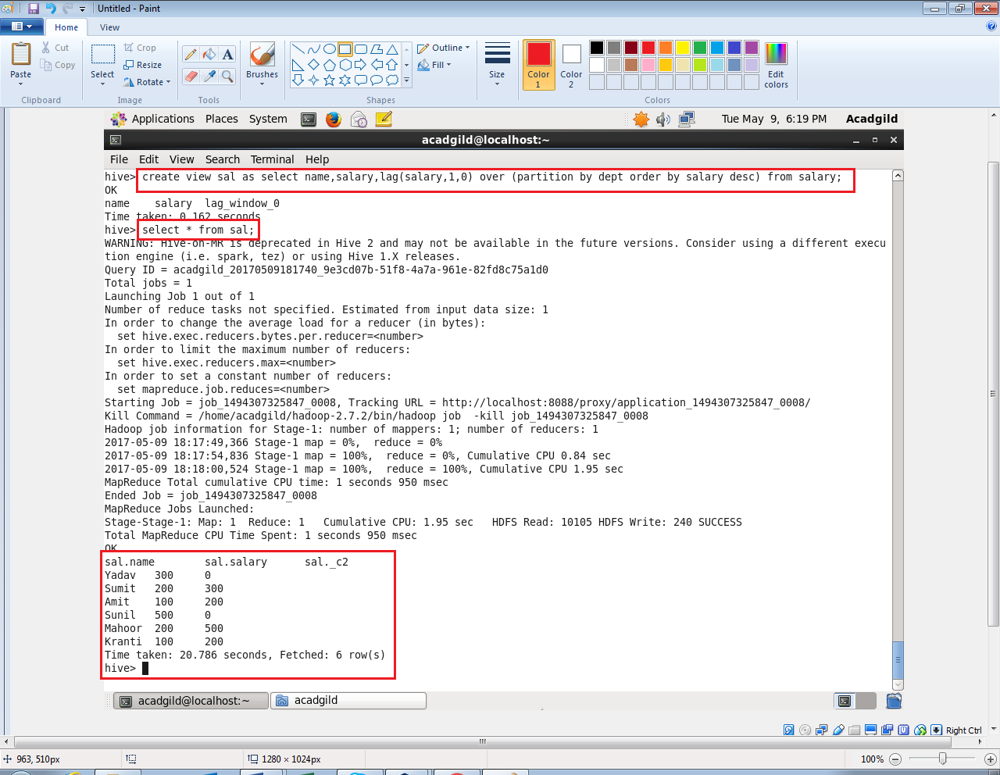 Untitled - Paint
Home View
Paste
Cut
Copy
Clipboard
Select
Crop
Resize
Rotate
Image
A
Tools
Brushes
Outline
Fill
Shapes
Size
Color 1
Color 2
Edit colors
Colors
Applications Places System
Tue May 9, 6:19 PM Acadgild
acadgild@localhost:~
File Edit View Search Terminal Help
hive> create view sal as select name,salary,lag(salary,1,0) over (partition by dept order by salary desc) from salary;
OK
name salary lag_window_0
Time taken: 0.162 seconds
hive> select * from sal;
WARNING: Hive-on-MR is deprecated in Hive 2 and may not be available in the future versions. Consider using a different execu
tion engine (i.e. spark, tez) or using Hive 1.X releases.
Query ID = acadgild_20170509181740_9e3cd07b-51f8-4a7a-961e-82fd8c75a1d0
Total jobs = 1
Launching Job 1 out of 1
Number of reduce tasks not specified. Estimated from input data size: 1
In order to change the average load for a reducer (in bytes):
set hive.exec.reducers.bytes.per.reducer=<number>
In order to limit the maximum number of reducers:
set hive.exec.reducers.max=<number>
In order to set a constant number of reducers:
set mapreduce.job.reduces=<number>
Starting Job = job_1494307325847_0008, Tracking URL = http://localhost:8088/proxy/application_1494307325847_0008/
Kill Command = /home/acadgild/hadoop-2.7.2/bin/hadoop job -kill job_1494307325847_0008
Hadoop job information for Stage-1: number of mappers: 1; number of reducers: 1
2017-05-09 18:17:49,366 Stage-1 map = 0%, reduce = 0%
2017-05-09 18:17:54,836 Stage-1 map = 100%, reduce = 0%, Cumulative CPU 0.84 sec
2017-05-09 18:18:00,524 Stage-1 map = 100%, reduce = 100%, Cumulative CPU 1.95 sec
MapReduce Total cumulative CPU time: 1 seconds 950 msec
Ended Job = job_1494307325847_0008
MapReduce Jobs Launched:
Stage-Stage-1: Map: 1 Reduce: 1 Cumulative CPU: 1.95 sec HDFS Read: 10105 HDFS Write: 240 SUCCESS
Total MapReduce CPU Time Spent: 1 seconds 950 msec
OK
sal.name sal.salary sal._c2
Yadav 300 0
Sumit 200 300
Amit 100 200
Sunil 500 0
Mahoor 200 500
Kranti 100 200
Time taken: 20.786 seconds, Fetched: 6 row(s)
hive>
acadgild@localhost:~ acadgild
Right Ctrl
963, 510px 1280 × 1024px 100%